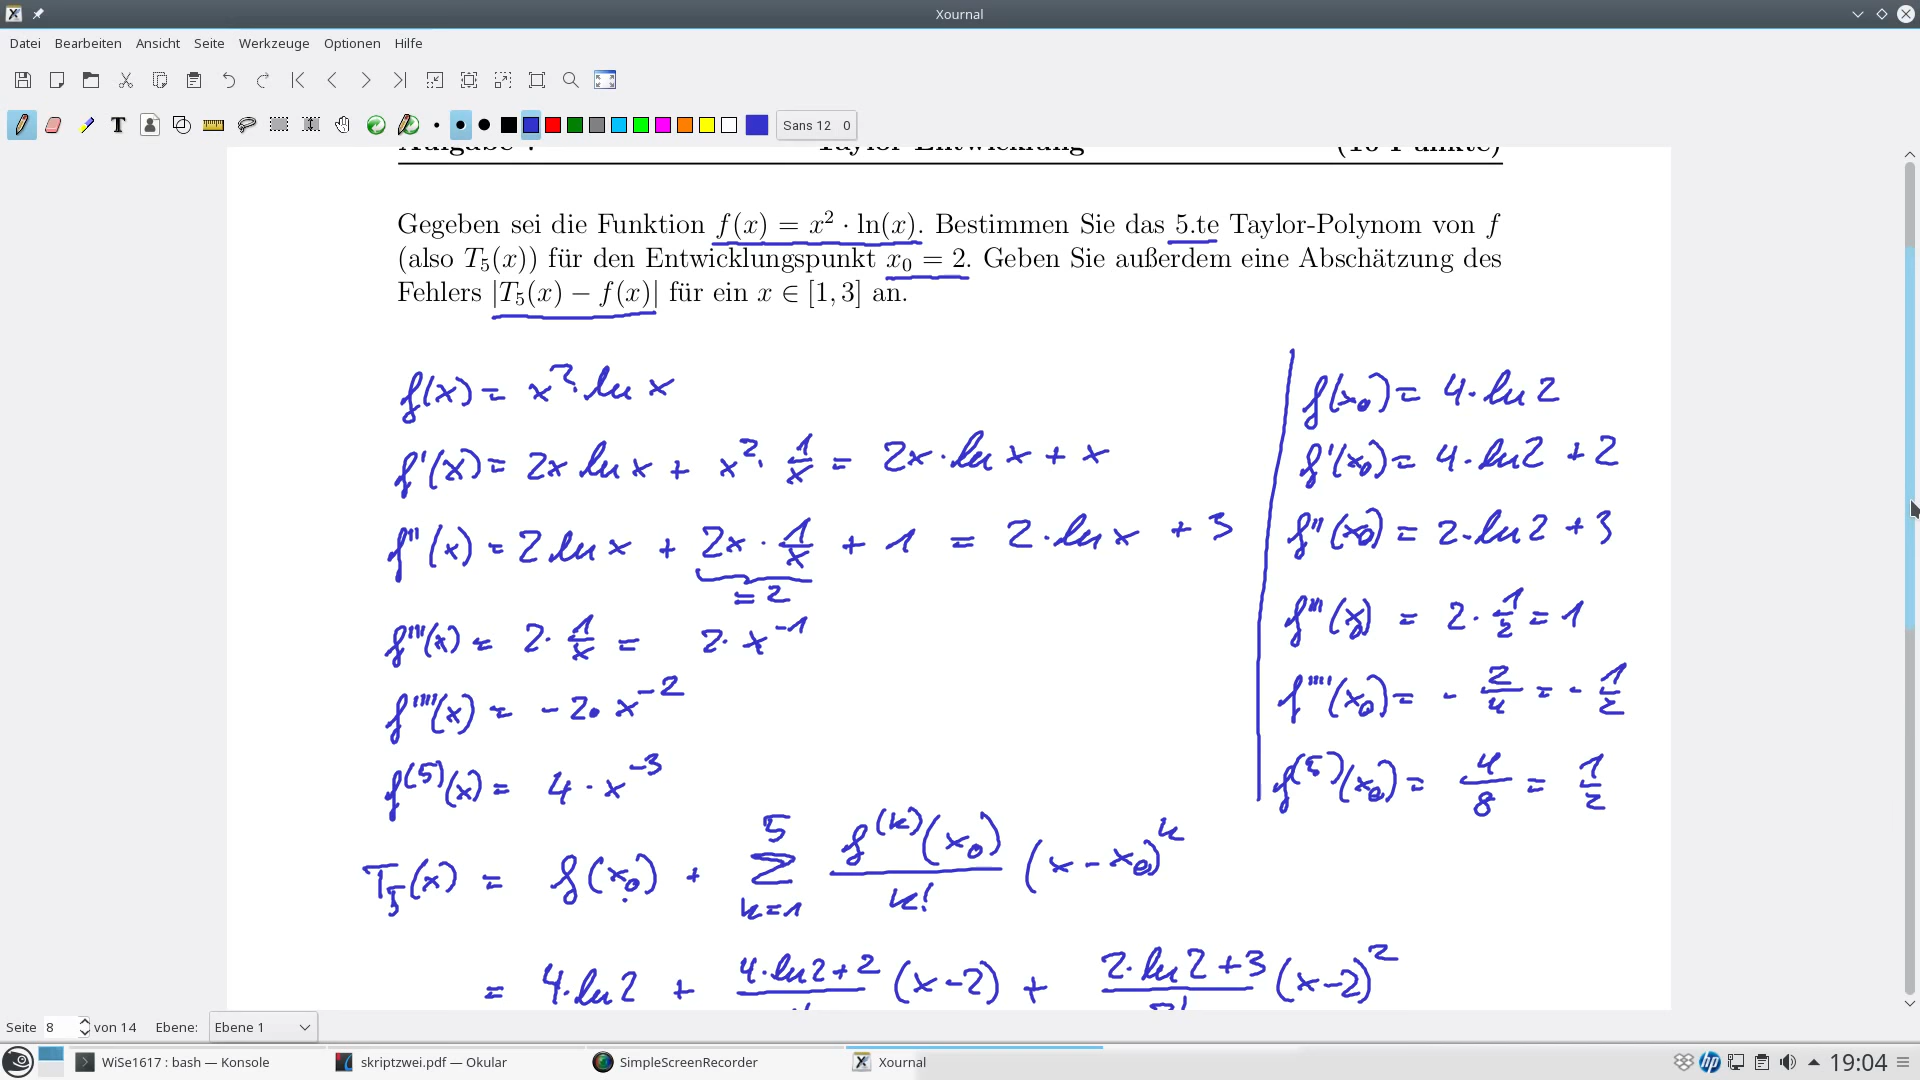 Xournal
Datei Bearbeiten Ansicht Seite Werkzeuge Optionen Hilfe
T Sans 12 0
Taylor-Entwicklung
Gegeben sei die Funktion f(x) = x² · ln(x). Bestimmen Sie das 5.te Taylor-Polynom von f
(also T₅(x)) für den Entwicklungspunkt x₀ = 2. Geben Sie außerdem eine Abschätzung des
Fehlers |T₅(x) − f(x)| für ein x ∈ [1, 3] an.
f(x) = x² · ln x
f(x₀) = 4 · ln 2
f'(x) = 2x ln x + x² · 1/x = 2x · ln x + x
f'(x₀) = 4 · ln 2 + 2
f''(x) = 2 ln x + 2x · 1/x + 1 = 2 · ln x + 3
= 2
f''(x₀) = 2 · ln 2 + 3
f'''(x) = 2 · 1/x = 2 · x⁻¹
f'''(x₀) = 2 · 1/2 = 1
f''''(x) = - 2 · x⁻²
f''''(x₀) = - 2/4 = - 1/2
f⁽⁵⁾(x) = 4 · x⁻³
f⁽⁵⁾(x₀) = 4/8 = 1/2
T₅(x) = f(x₀) + Σ_{k=1}^{5} f⁽ᵏ⁾(x₀)/k! (x - x₀)ᵏ
= 4 · ln 2 + 4 · ln 2 + 2 (x - 2) + 2 · ln 2 + 3 (x - 2)²
Seite 8 von 14 Ebene: Ebene 1
WiSe1617 : bash — Konsole skriptzwei.pdf — Okular SimpleScreenRecorder Xournal 19:04